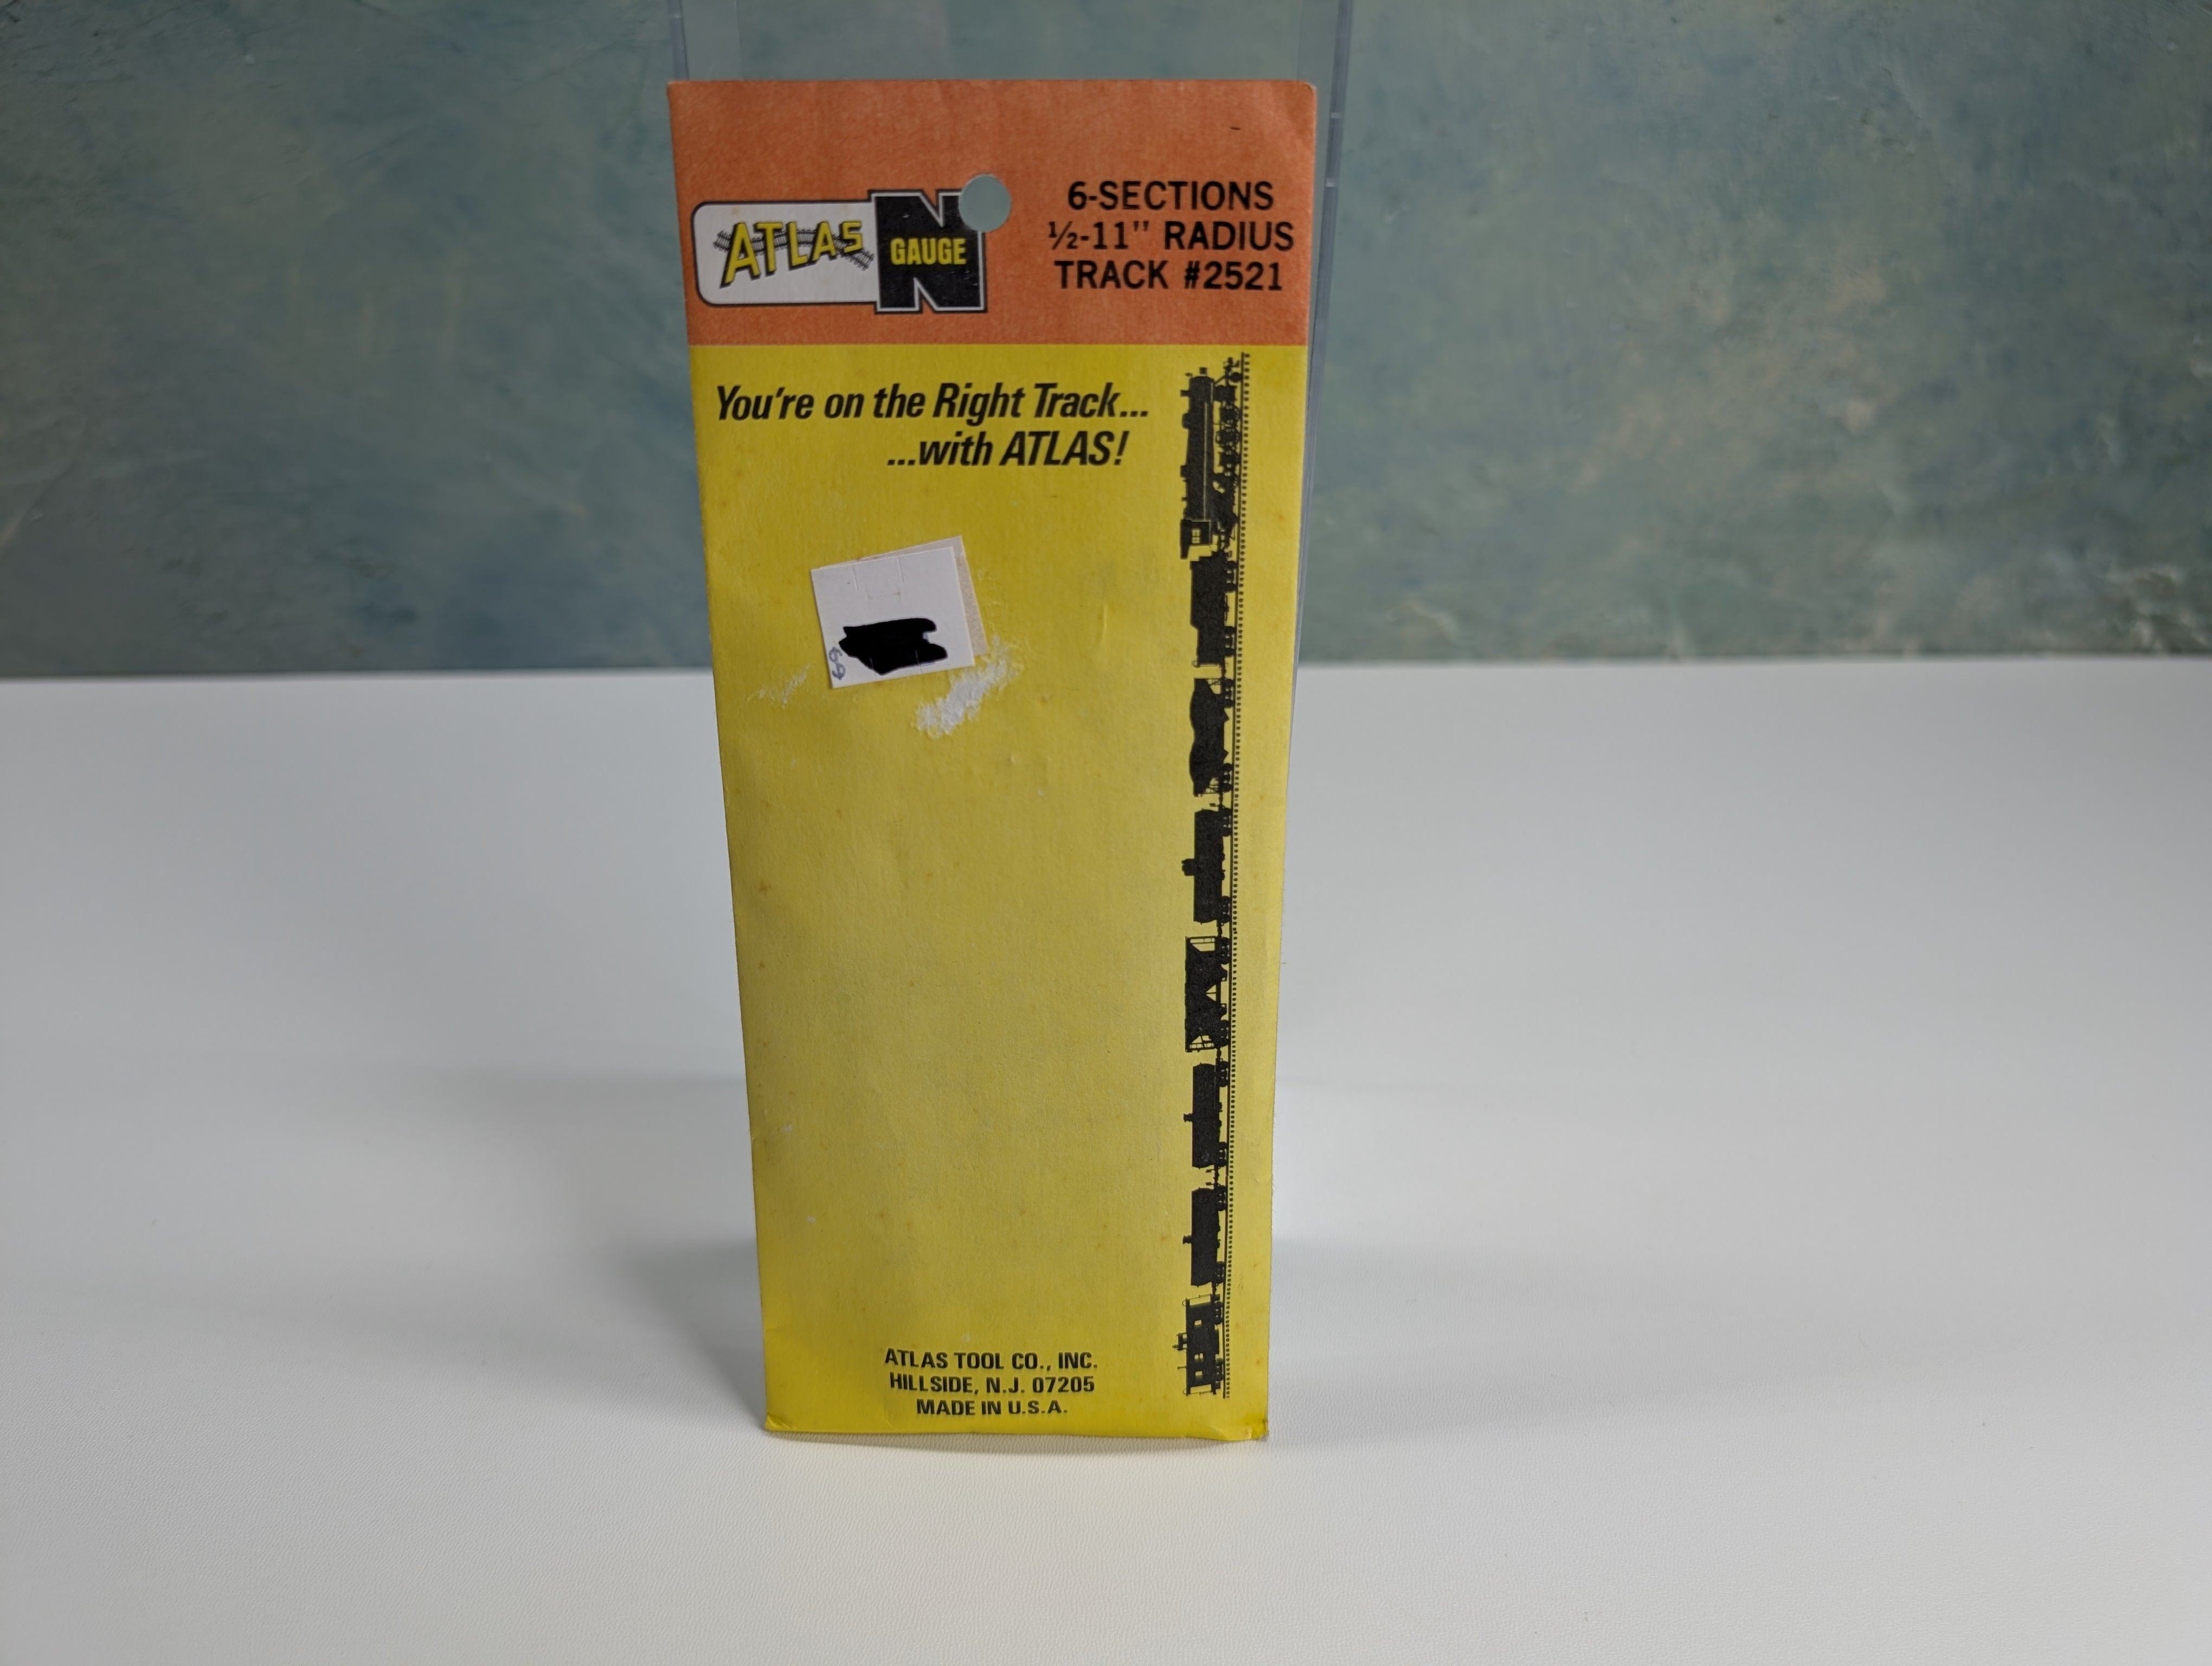 ATLAS
N
GAUGE
6-SECTIONS
½-11" RADIUS
TRACK #2521
You're on the Right Track...
...with ATLAS!
ATLAS TOOL CO., INC.
HILLSIDE, N.J. 07205
MADE IN U.S.A.